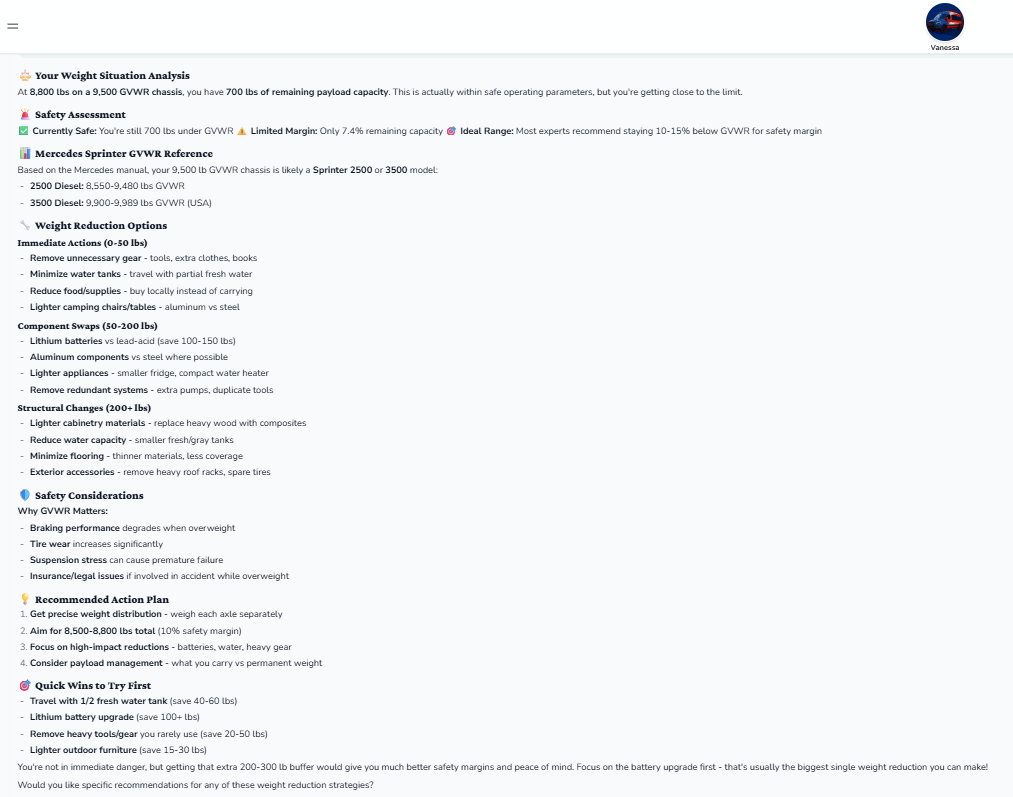 Vanessa
Your Weight Situation Analysis
At 8,800 lbs on a 9,500 GVWR chassis, you have 700 lbs of remaining payload capacity. This is actually within safe operating parameters, but you're getting close to the limit.
Safety Assessment
✅ Currently Safe: You're still 700 lbs under GVWR ⚠️ Limited Margin: Only 7.4% remaining capacity 🎯 Ideal Range: Most experts recommend staying 10-15% below GVWR for safety margin
Mercedes Sprinter GVWR Reference
Based on the Mercedes manual, your 9,500 lb GVWR chassis is likely a Sprinter 2500 or 3500 model:
- 2500 Diesel: 8,550-9,480 lbs GVWR
- 3500 Diesel: 9,900-9,989 lbs GVWR (USA)
Weight Reduction Options
Immediate Actions (0-50 lbs)
- Remove unnecessary gear - tools, extra clothes, books
- Minimize water tanks - travel with partial fresh water
- Reduce food/supplies - buy locally instead of carrying
- Lighter camping chairs/tables - aluminum vs steel
Component Swaps (50-200 lbs)
- Lithium batteries vs lead-acid (save 100-150 lbs)
- Aluminum components vs steel where possible
- Lighter appliances - smaller fridge, compact water heater
- Remove redundant systems - extra pumps, duplicate tools
Structural Changes (200+ lbs)
- Lighter cabinetry materials - replace heavy wood with composites
- Reduce water capacity - smaller fresh/gray tanks
- Minimize flooring - thinner materials, less coverage
- Exterior accessories - remove heavy roof racks, spare tires
Safety Considerations
Why GVWR Matters:
- Braking performance degrades when overweight
- Tire wear increases significantly
- Suspension stress can cause premature failure
- Insurance/legal issues if involved in accident while overweight
Recommended Action Plan
1. Get precise weight distribution - weigh each axle separately
2. Aim for 8,500-8,800 lbs total (10% safety margin)
3. Focus on high-impact reductions - batteries, water, heavy gear
4. Consider payload management - what you carry vs permanent weight
Quick Wins to Try First
- Travel with 1/2 fresh water tank (save 40-60 lbs)
- Lithium battery upgrade (save 100+ lbs)
- Remove heavy tools/gear you rarely use (save 20-50 lbs)
- Lighter outdoor furniture (save 15-30 lbs)
You're not in immediate danger, but getting that extra 200-300 lb buffer would give you much better safety margins and peace of mind. Focus on the battery upgrade first - that's usually the biggest single weight reduction you can make!
Would you like specific recommendations for any of these weight reduction strategies?